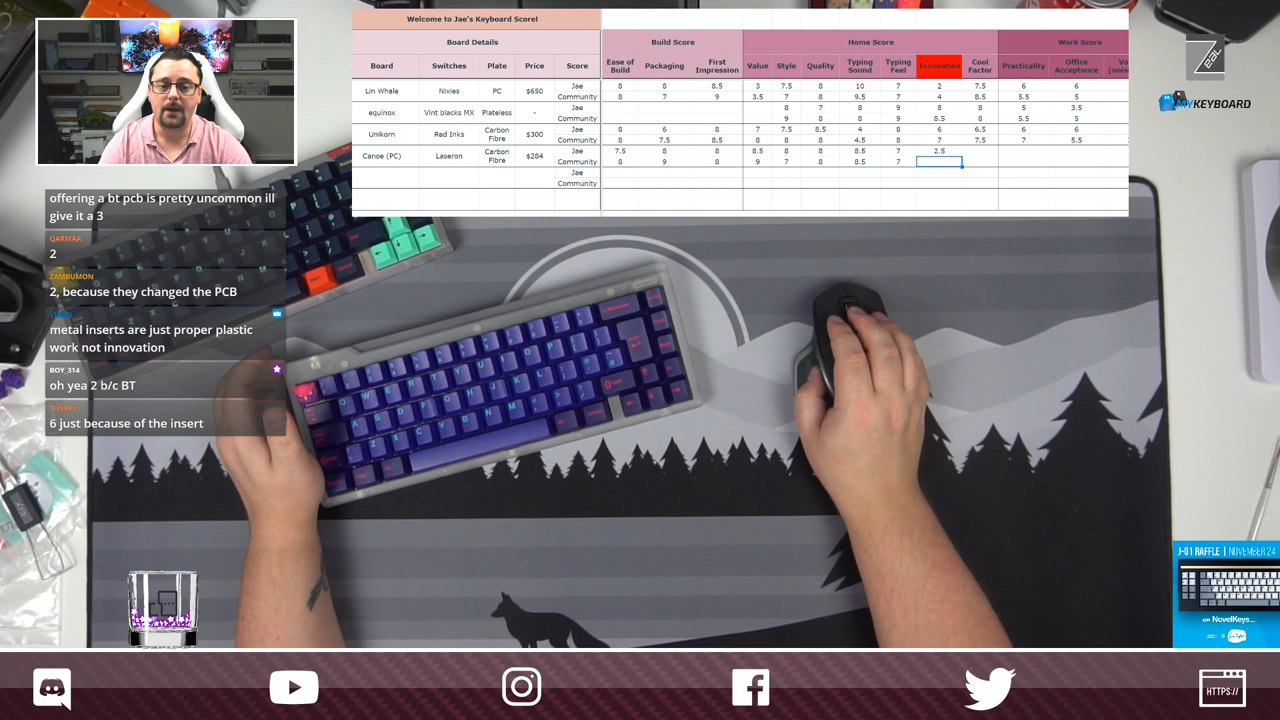 Welcome to Jae's Keyboard Score!
Board Details Build Score Home Score Work Score
Board Switches Plate Price Score Ease of Build Packaging First Impression Value Style Quality Typing Sound Typing Feel Innovation Cool Factor Practicality Office Acceptance
Lin Whale Nixies PC $650 Jae 8 8 8.5 3 7.5 8 10 7 2 7.5 6 6
Community 8 7 9 3.5 7 8 9.5 7 4 8.5 5.5 5
equinox Vint blacks MX Plateless - Jae 8 7 8 9 8 8 5 3.5
Community 9 8 8 9 8.5 8 5.5 5
Unikorn Red Inks Carbon Fibre $300 Jae 8 6 8 7 7.5 8.5 4 8 6 6.5 6 6
Community 8 7.5 8.5 8 8 8 4.5 8 7 7.5 7 5.5
Canoe (PC) Laseron Carbon Fibre $284 Jae 7.5 8 8 8.5 8 8 8.5 7 2.5
Community 8 9 8 9 7 8 8.5 7
Jae
Community
offering a bt pcb is pretty uncommon ill
give it a 3
QARMAA
2
ZAMBUMON
2, because they changed the PCB
metal inserts are just proper plastic
work not innovation
BOY_314
oh yea 2 b/c BT
6 just because of the insert
MYKEYBOARD
J-01 RAFFLE | NOVEMBER 24
ON NovelKeys_
HTTPS://